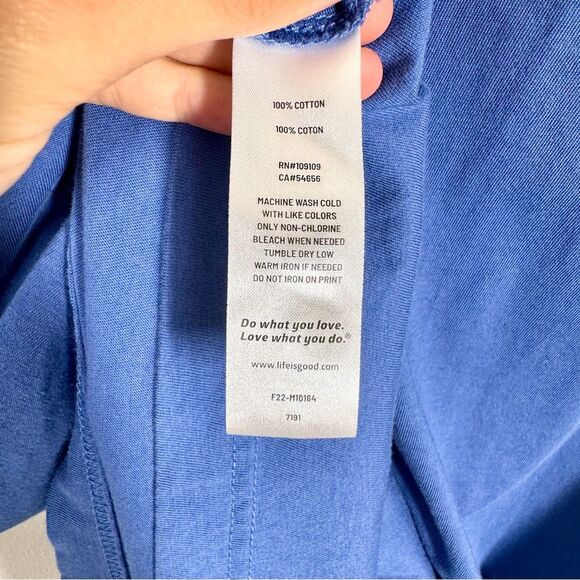 100% COTTON
100% COTON
RN#109109
CA#54656
MACHINE WASH COLD
WITH LIKE COLORS
ONLY NON-CHLORINE
BLEACH WHEN NEEDED
TUMBLE DRY LOW
WARM IRON IF NEEDED
DO NOT IRON ON PRINT
Do what you love.
Love what you do.®
www.lifeisgood.com
F22-M10164
7191